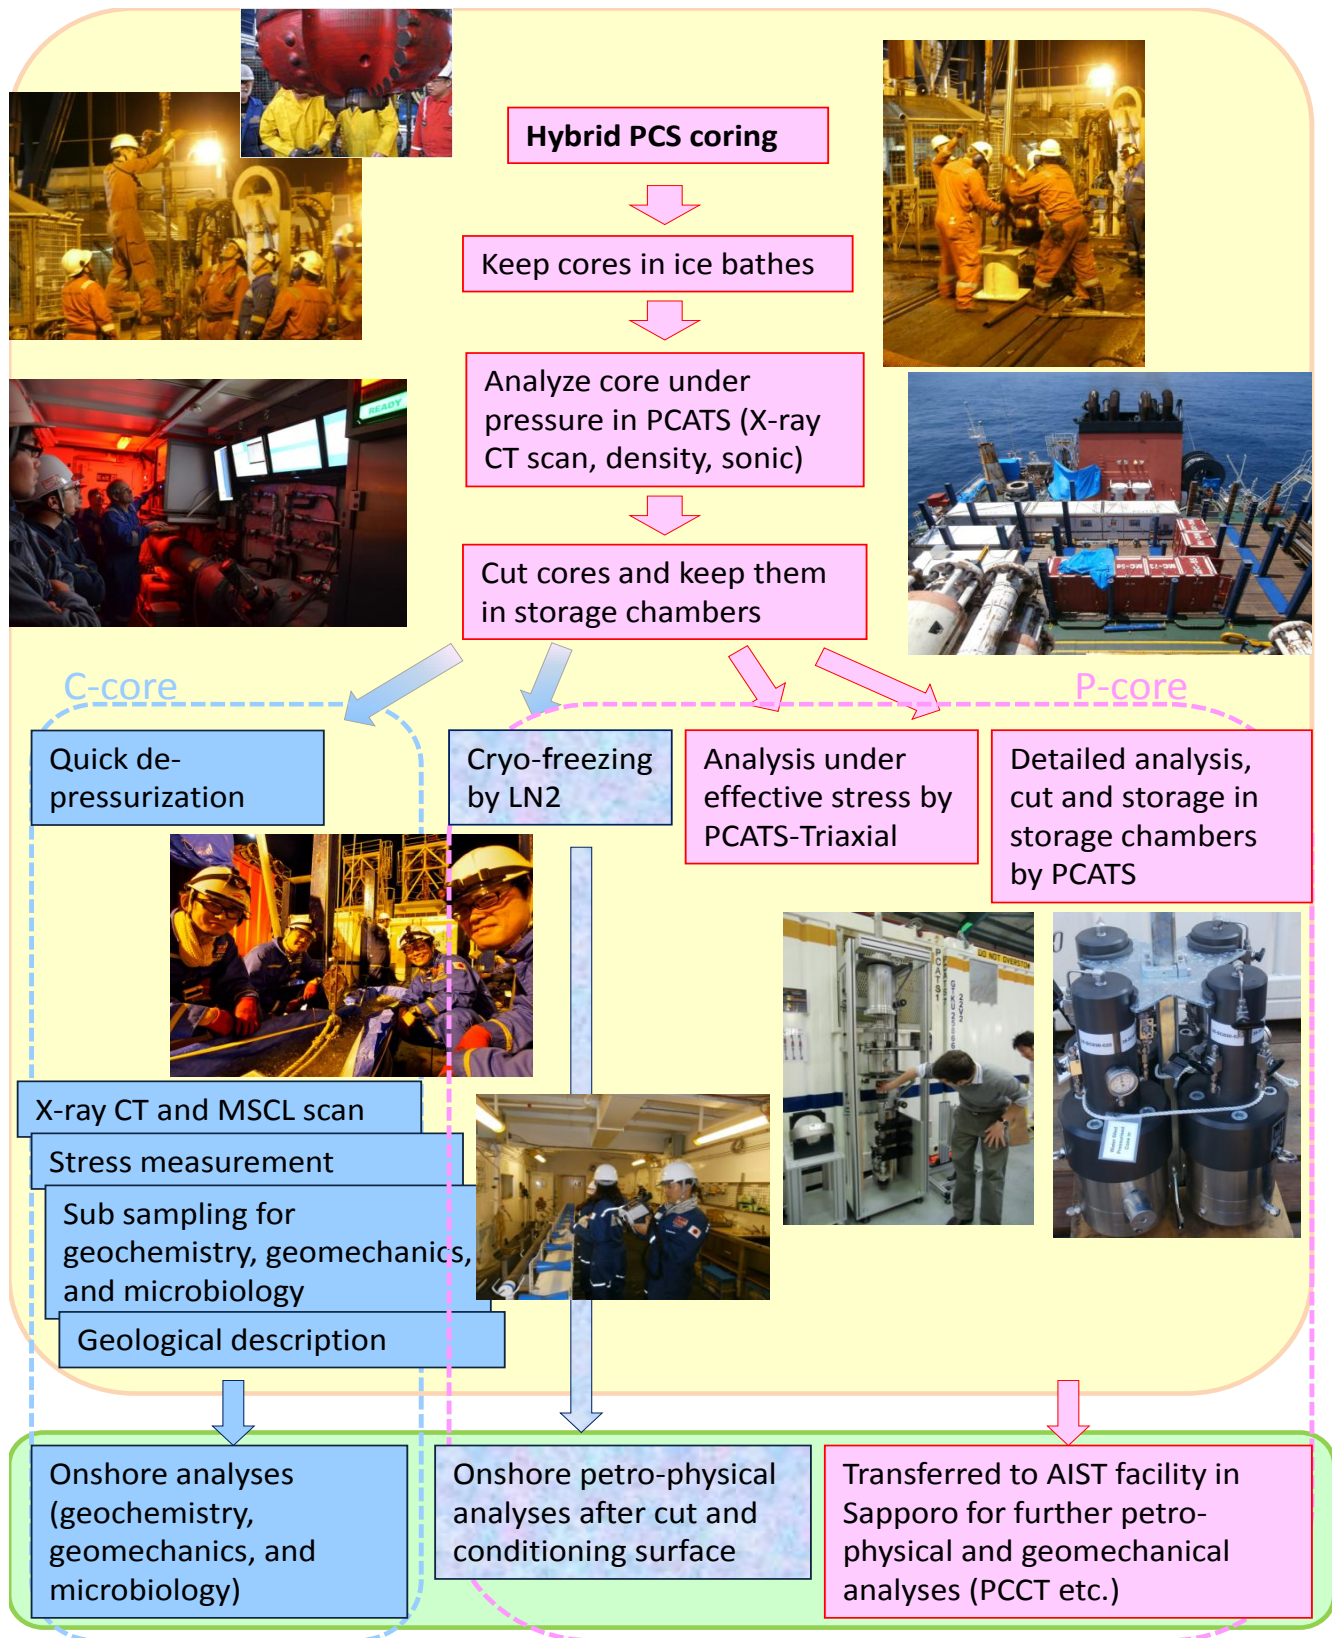 Hybrid PCS coring
Keep cores in ice bathes
Analyze core under
pressure in PCATS (X-ray
CT scan, density, sonic)
READY
Cut cores and keep them
in storage chambers
C-core
P-core
Quick de-
pressurization
Cryo-freezing
by LN2
Analysis under
effective stress by
PCATS-Triaxial
Detailed analysis,
cut and storage in
storage chambers
by PCATS
DO NOT OVERSTOW
PCATS1
X-ray CT and MSCL scan
Stress measurement
Sub sampling for
geochemistry, geomechanics,
and microbiology
Geological description
Onshore analyses
(geochemistry,
geomechanics, and
microbiology)
Onshore petro-physical
analyses after cut and
conditioning surface
Transferred to AIST facility in
Sapporo for further petro-
physical and geomechanical
analyses (PCCT etc.)